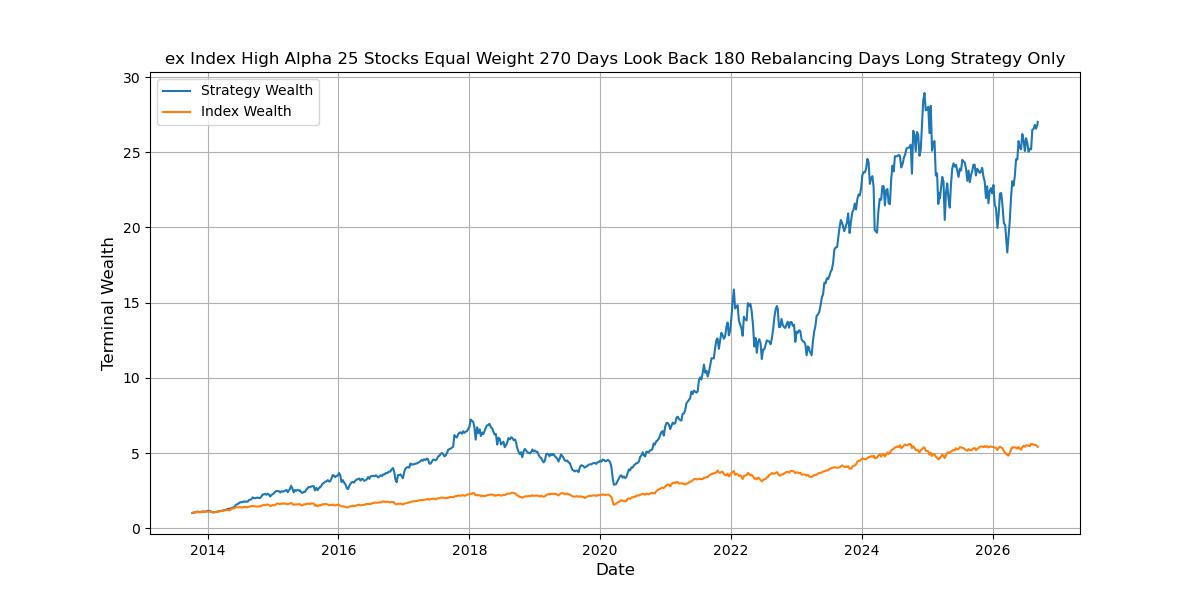 ex Index High Alpha 25 Stocks Equal Weight 270 Days Look Back 180 Rebalancing Days Long Strategy Only
Strategy Wealth
Index Wealth
Terminal Wealth
30
25
20
15
10
5
0
2014 2016 2018 2020 2022 2024 2026
Date